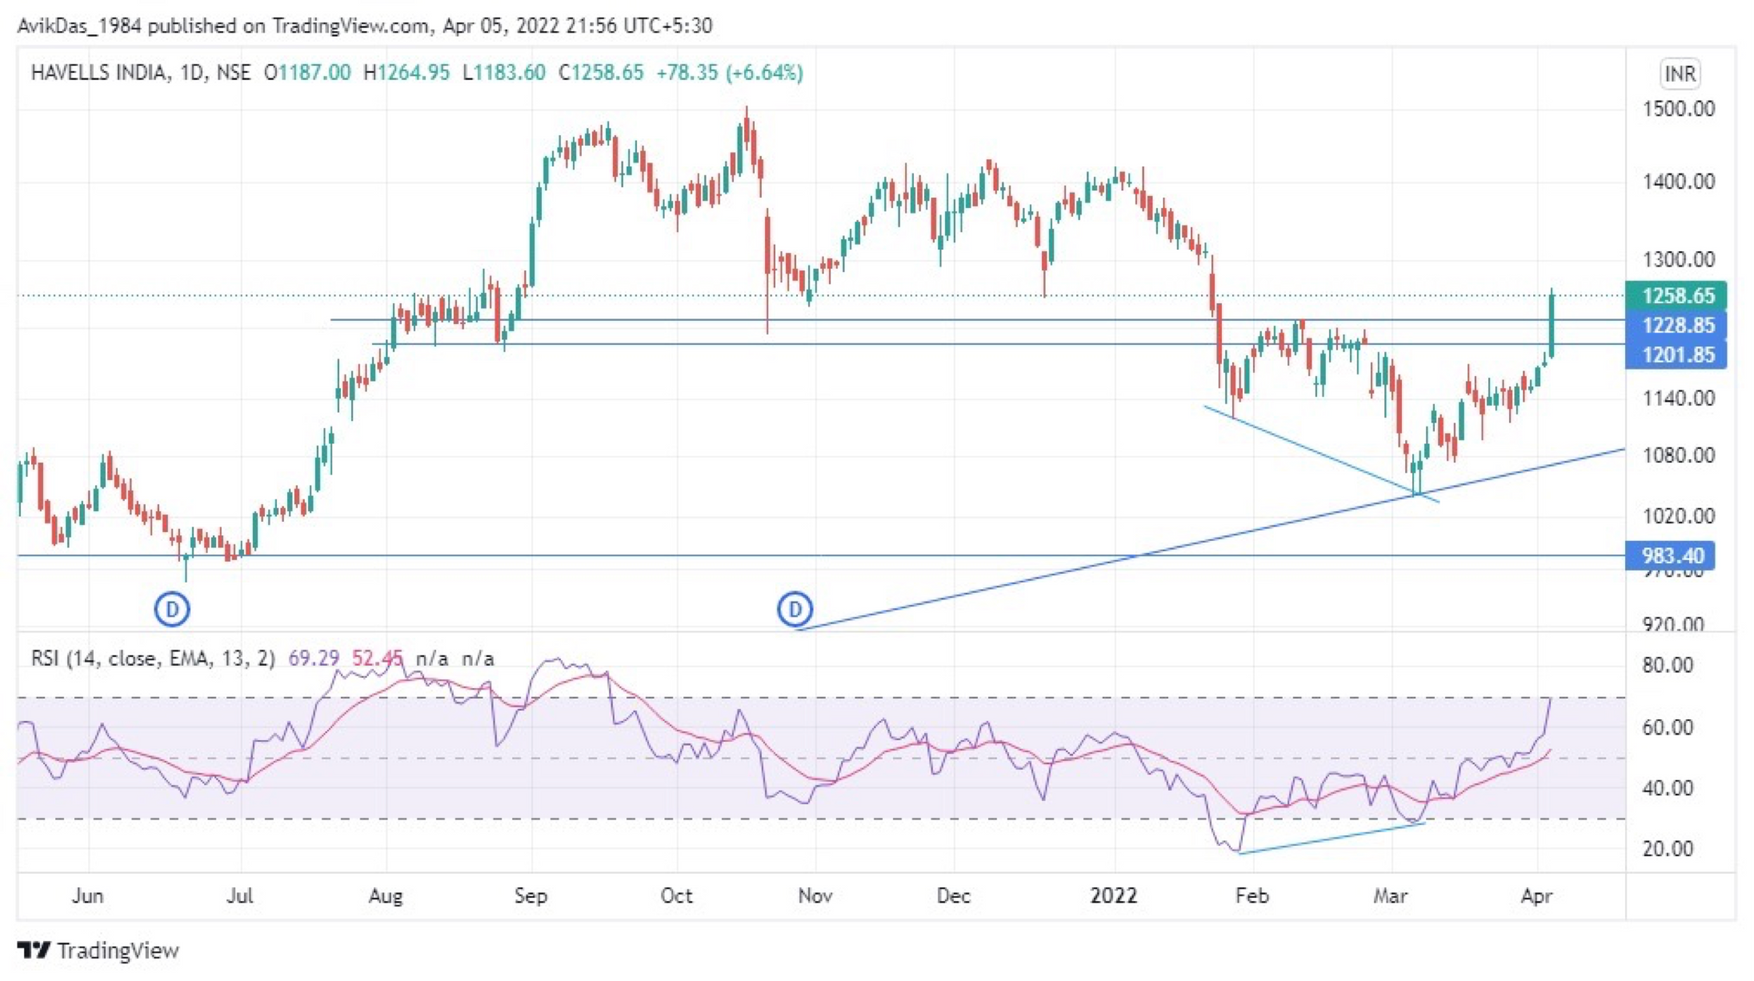 AvikDas_1984 published on TradingView.com, Apr 05, 2022 21:56 UTC+5:30
HAVELLS INDIA, 1D, NSE O1187.00 H1264.95 L1183.60 C1258.65 +78.35 (+6.64%)
INR
1500.00
1400.00
1300.00
1258.65
1228.85
1201.85
1140.00
1080.00
1020.00
983.40
970.00
D
D
920.00
RSI (14, close, EMA, 13, 2) 69.29 52.45 n/a n/a
80.00
60.00
40.00
20.00
Jun Jul Aug Sep Oct Nov Dec 2022 Feb Mar Apr
TradingView